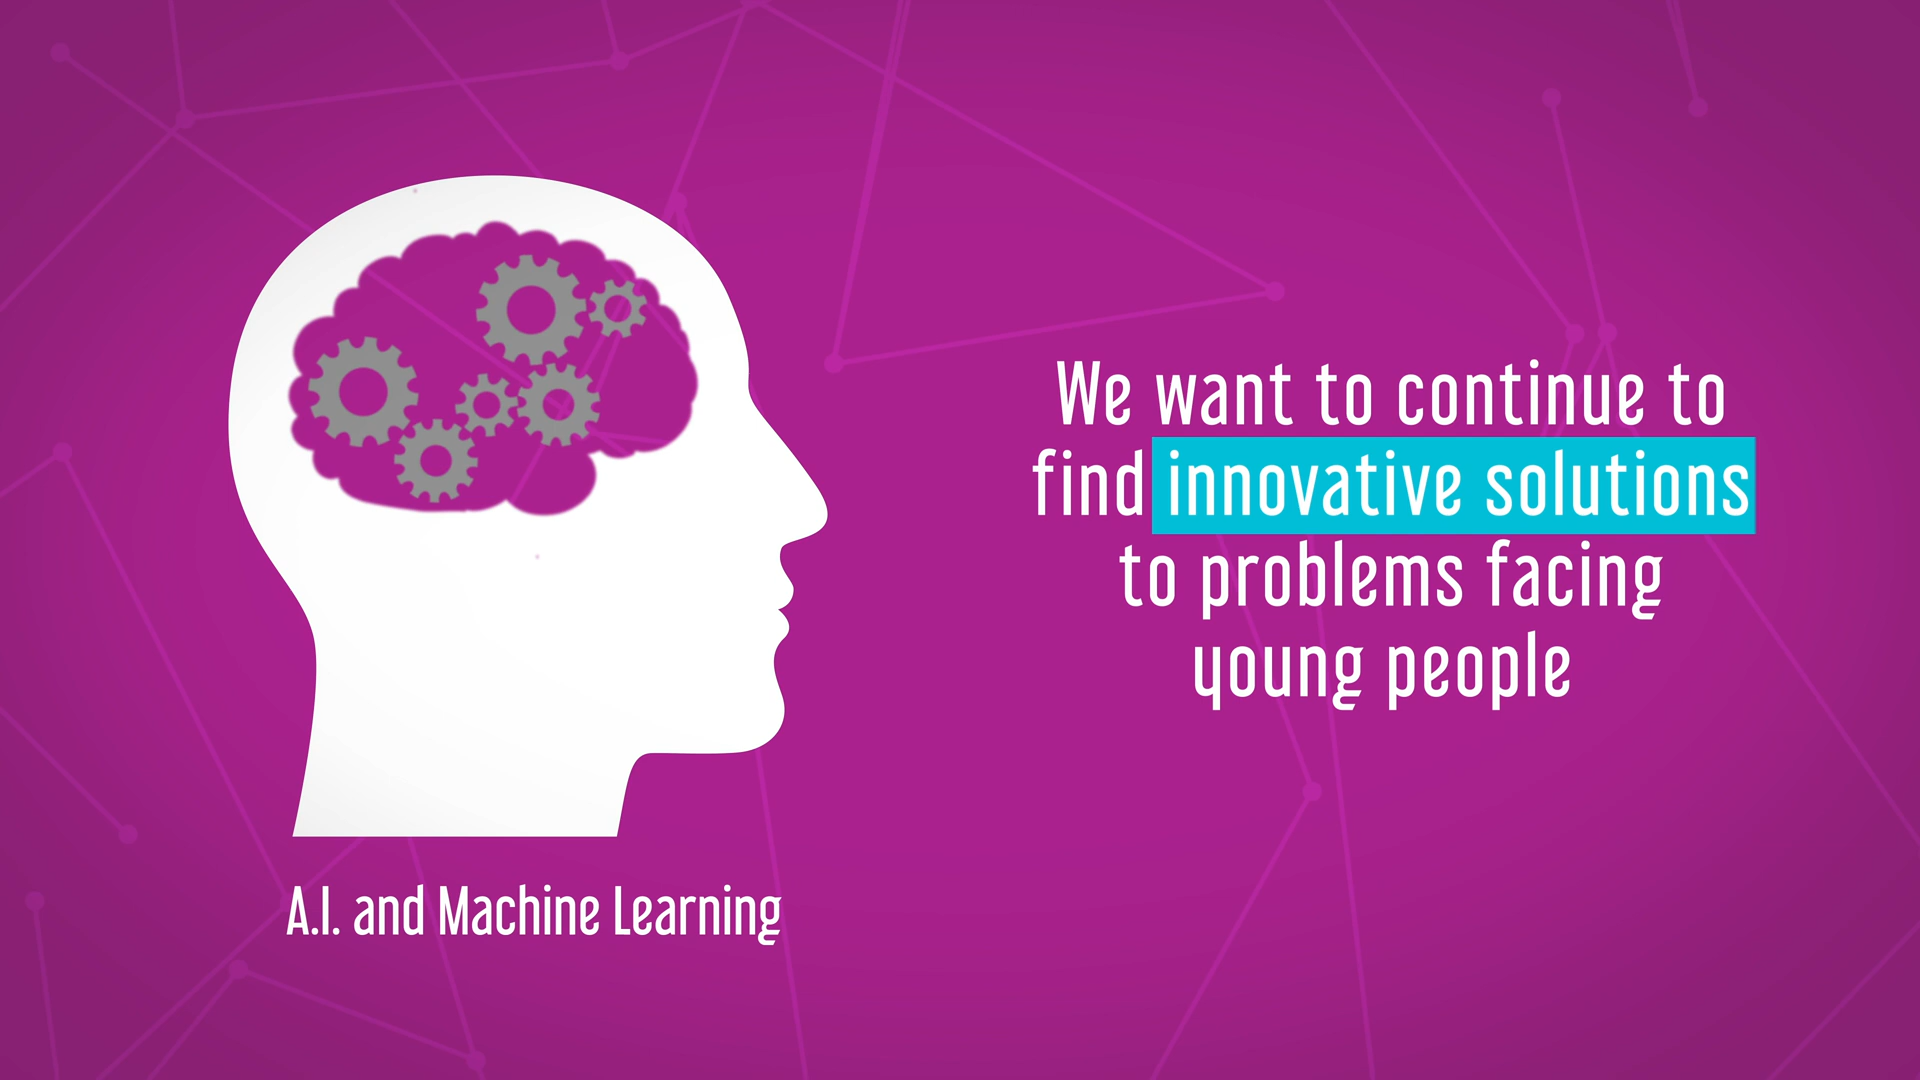 We want to continue to
find innovative solutions
to problems facing
young people
A.I. and Machine Learning